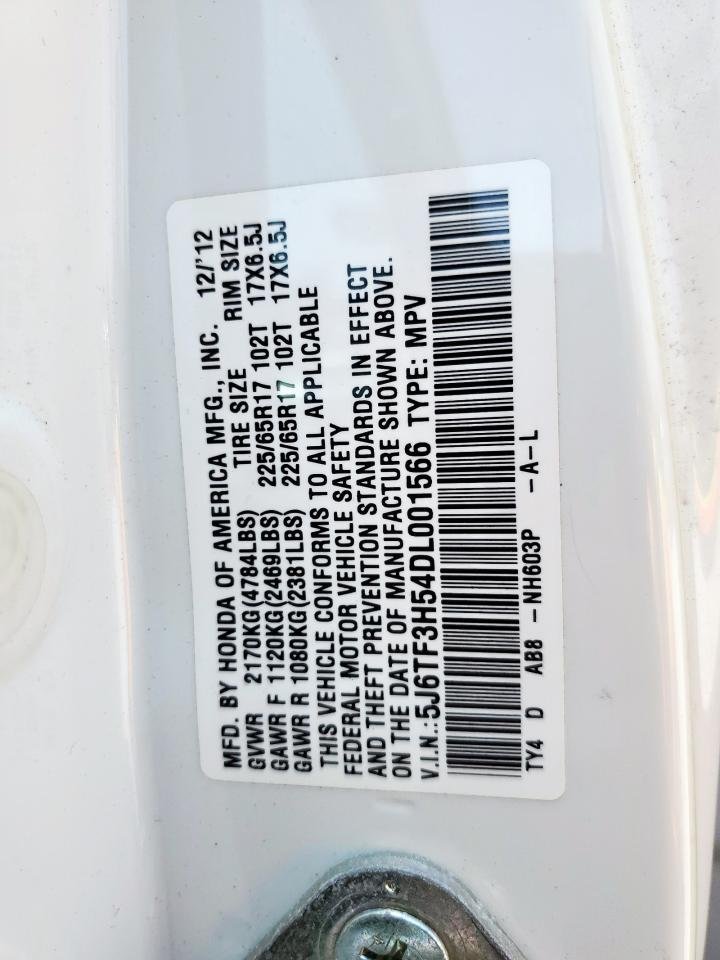 MFD. BY HONDA OF AMERICA MFG., INC. 12/'12
GVWR 2170KG(4784LBS) TIRE SIZE RIM SIZE
GAWR F 1120KG(2469LBS) 225/65R17 102T 17X6.5J
GAWR R 1080KG(2381LBS) 225/65R17 102T 17X6.5J
THIS VEHICLE CONFORMS TO ALL APPLICABLE
FEDERAL MOTOR VEHICLE SAFETY
AND THEFT PREVENTION STANDARDS IN EFFECT
ON THE DATE OF MANUFACTURE SHOWN ABOVE.
V.I.N.:5J6TF3H54DL001566 TYPE: MPV
TY4 D AB8 - NH603P -A-L